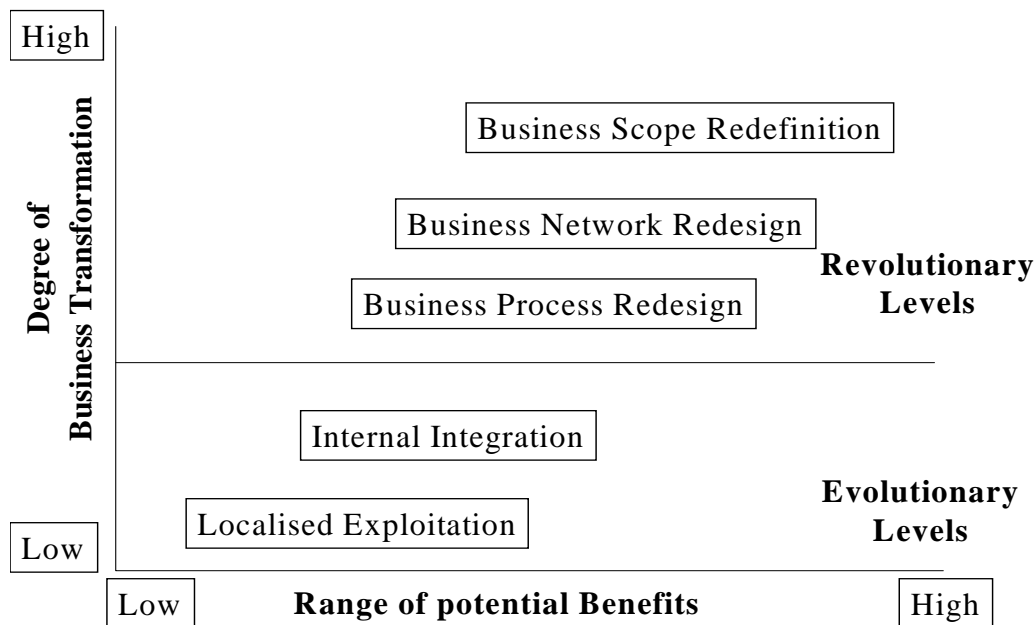 High
Business Scope Redefinition
Degree of
Business Transformation
Business Network Redesign
Revolutionary
Levels
Business Process Redesign
Internal Integration
Evolutionary
Levels
Localised Exploitation
Low
Low
Range of potential Benefits
High